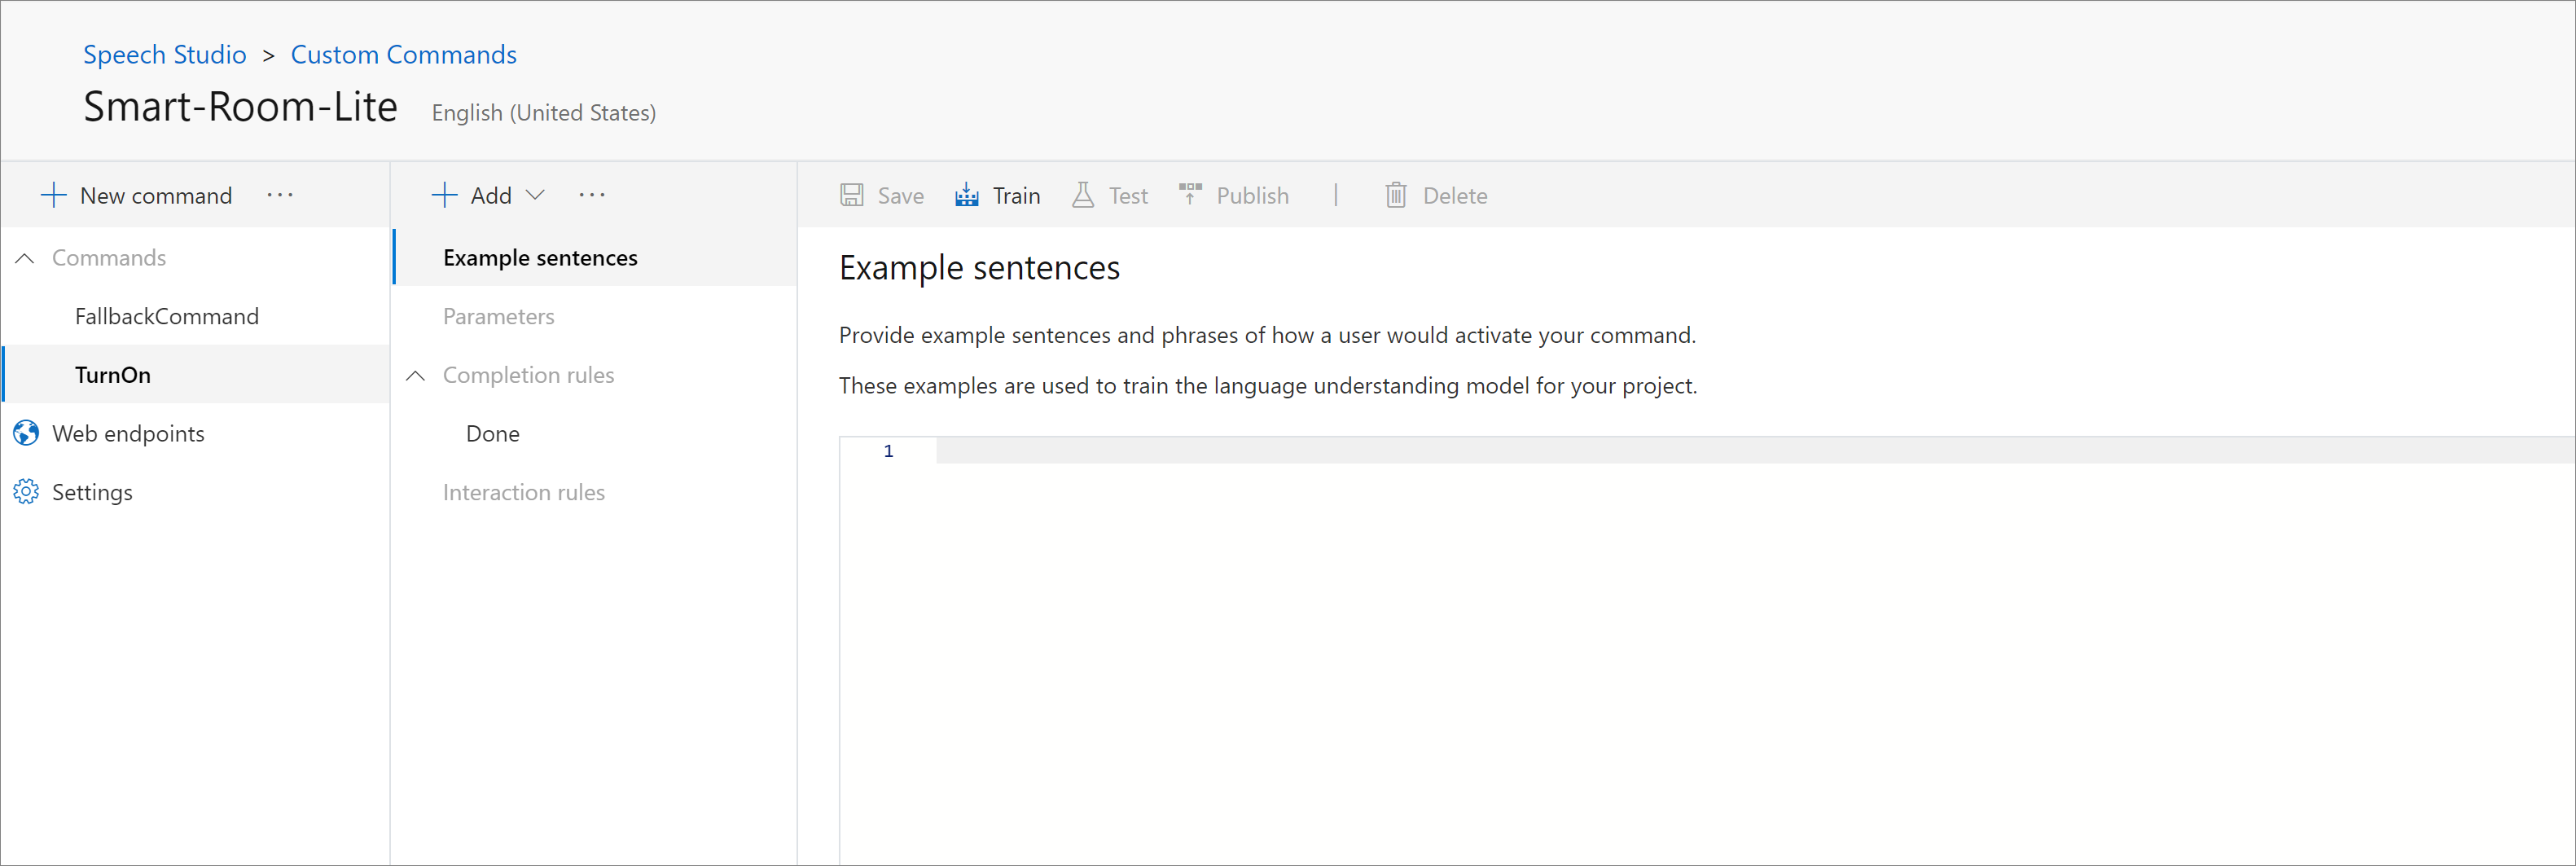 Speech Studio > Custom Commands
Smart-Room-Lite English (United States)
+ New command ...
Commands
FallbackCommand
TurnOn
Web endpoints
Settings
+ Add ...
Example sentences
Parameters
Completion rules
Done
Interaction rules
Save Train Test Publish | Delete
Example sentences
Provide example sentences and phrases of how a user would activate your command.
These examples are used to train the language understanding model for your project.
1